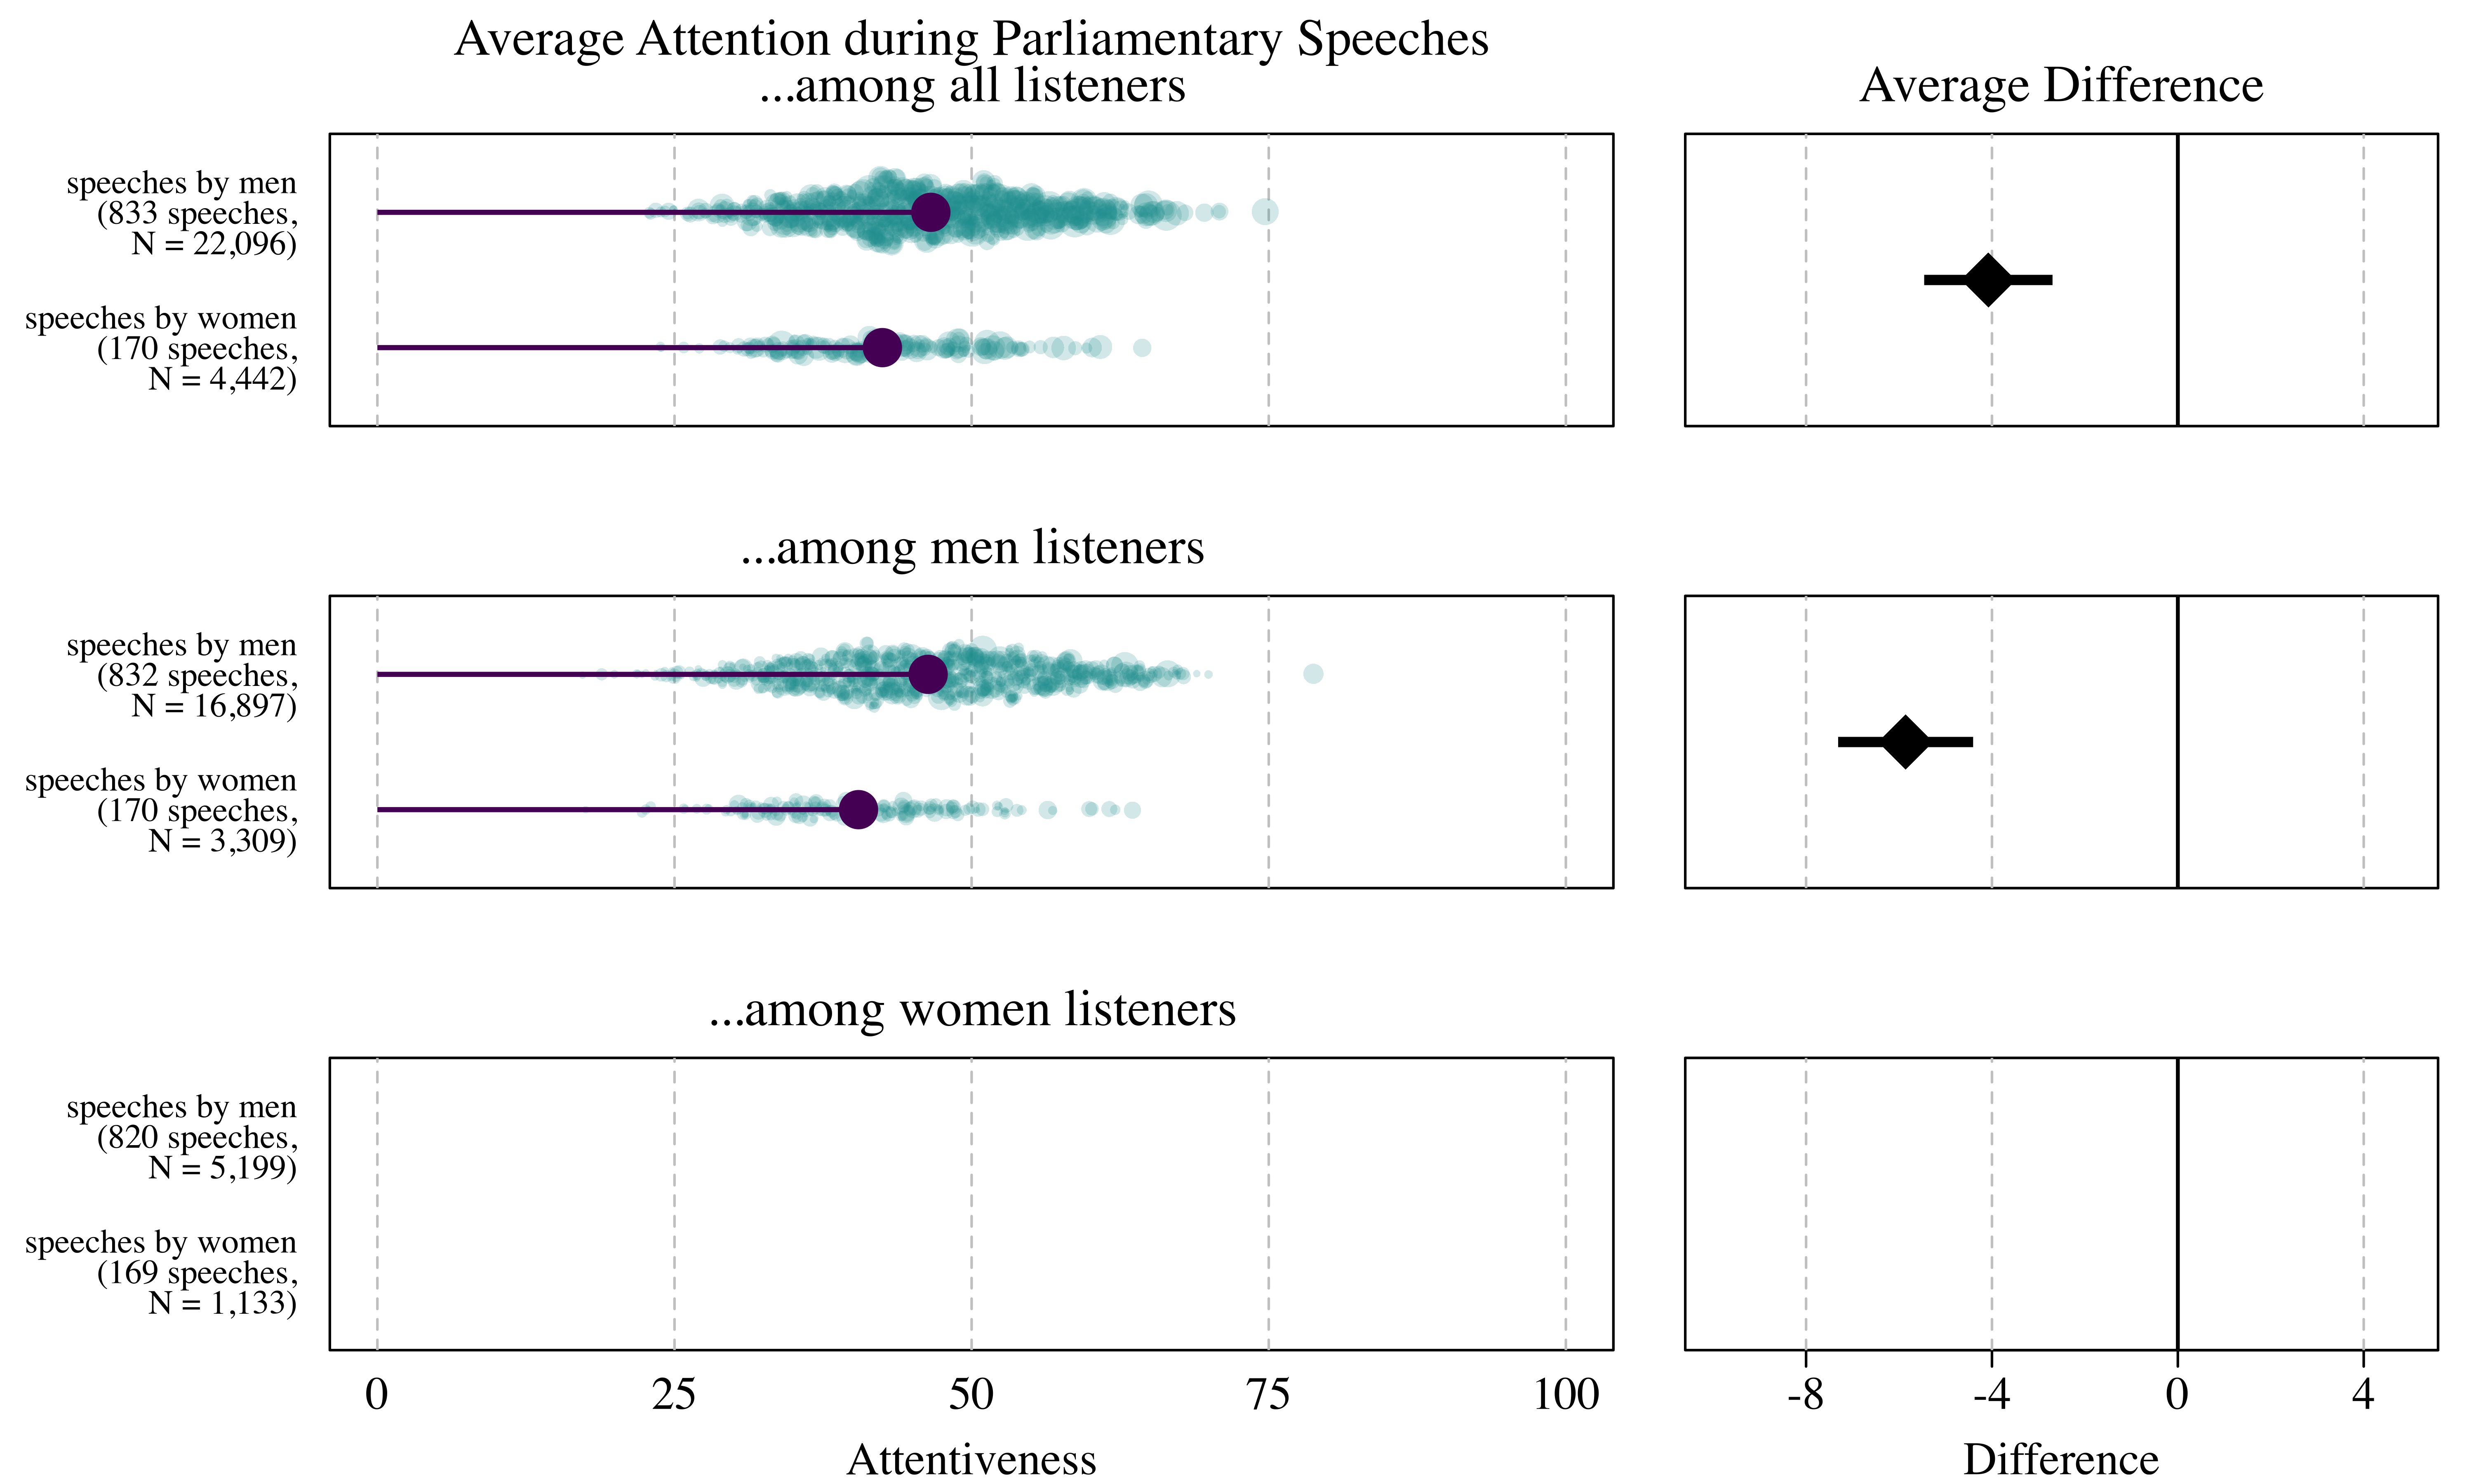 Average Attention during Parliamentary Speeches
...among all listeners
Average Difference
speeches by men
(833 speeches,
N = 22,096)
speeches by women
(170 speeches,
N = 4,442)
...among men listeners
speeches by men
(832 speeches,
N = 16,897)
speeches by women
(170 speeches,
N = 3,309)
...among women listeners
speeches by men
(820 speeches,
N = 5,199)
speeches by women
(169 speeches,
N = 1,133)
0 25 50 75 100
-8 -4 0 4
Attentiveness
Difference